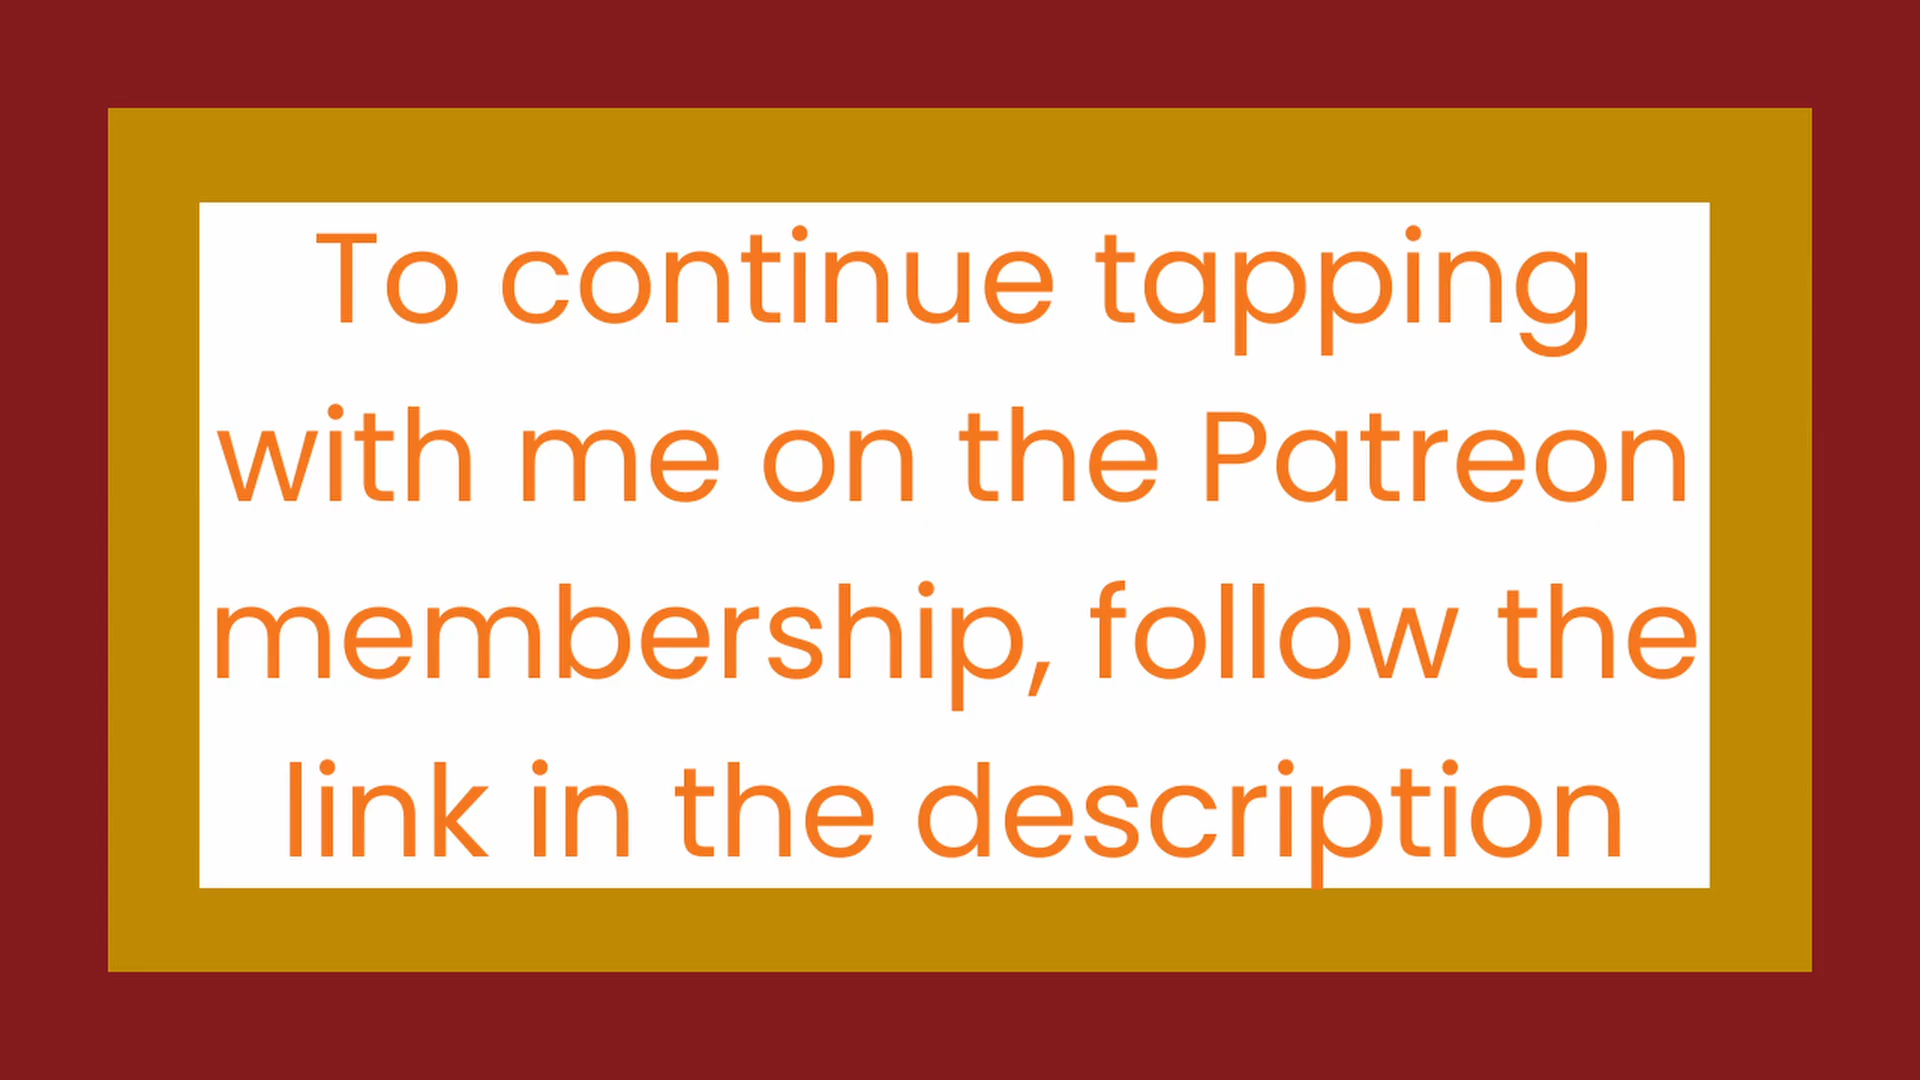 To continue tapping
with me on the Patreon
membership, follow the
link in the description